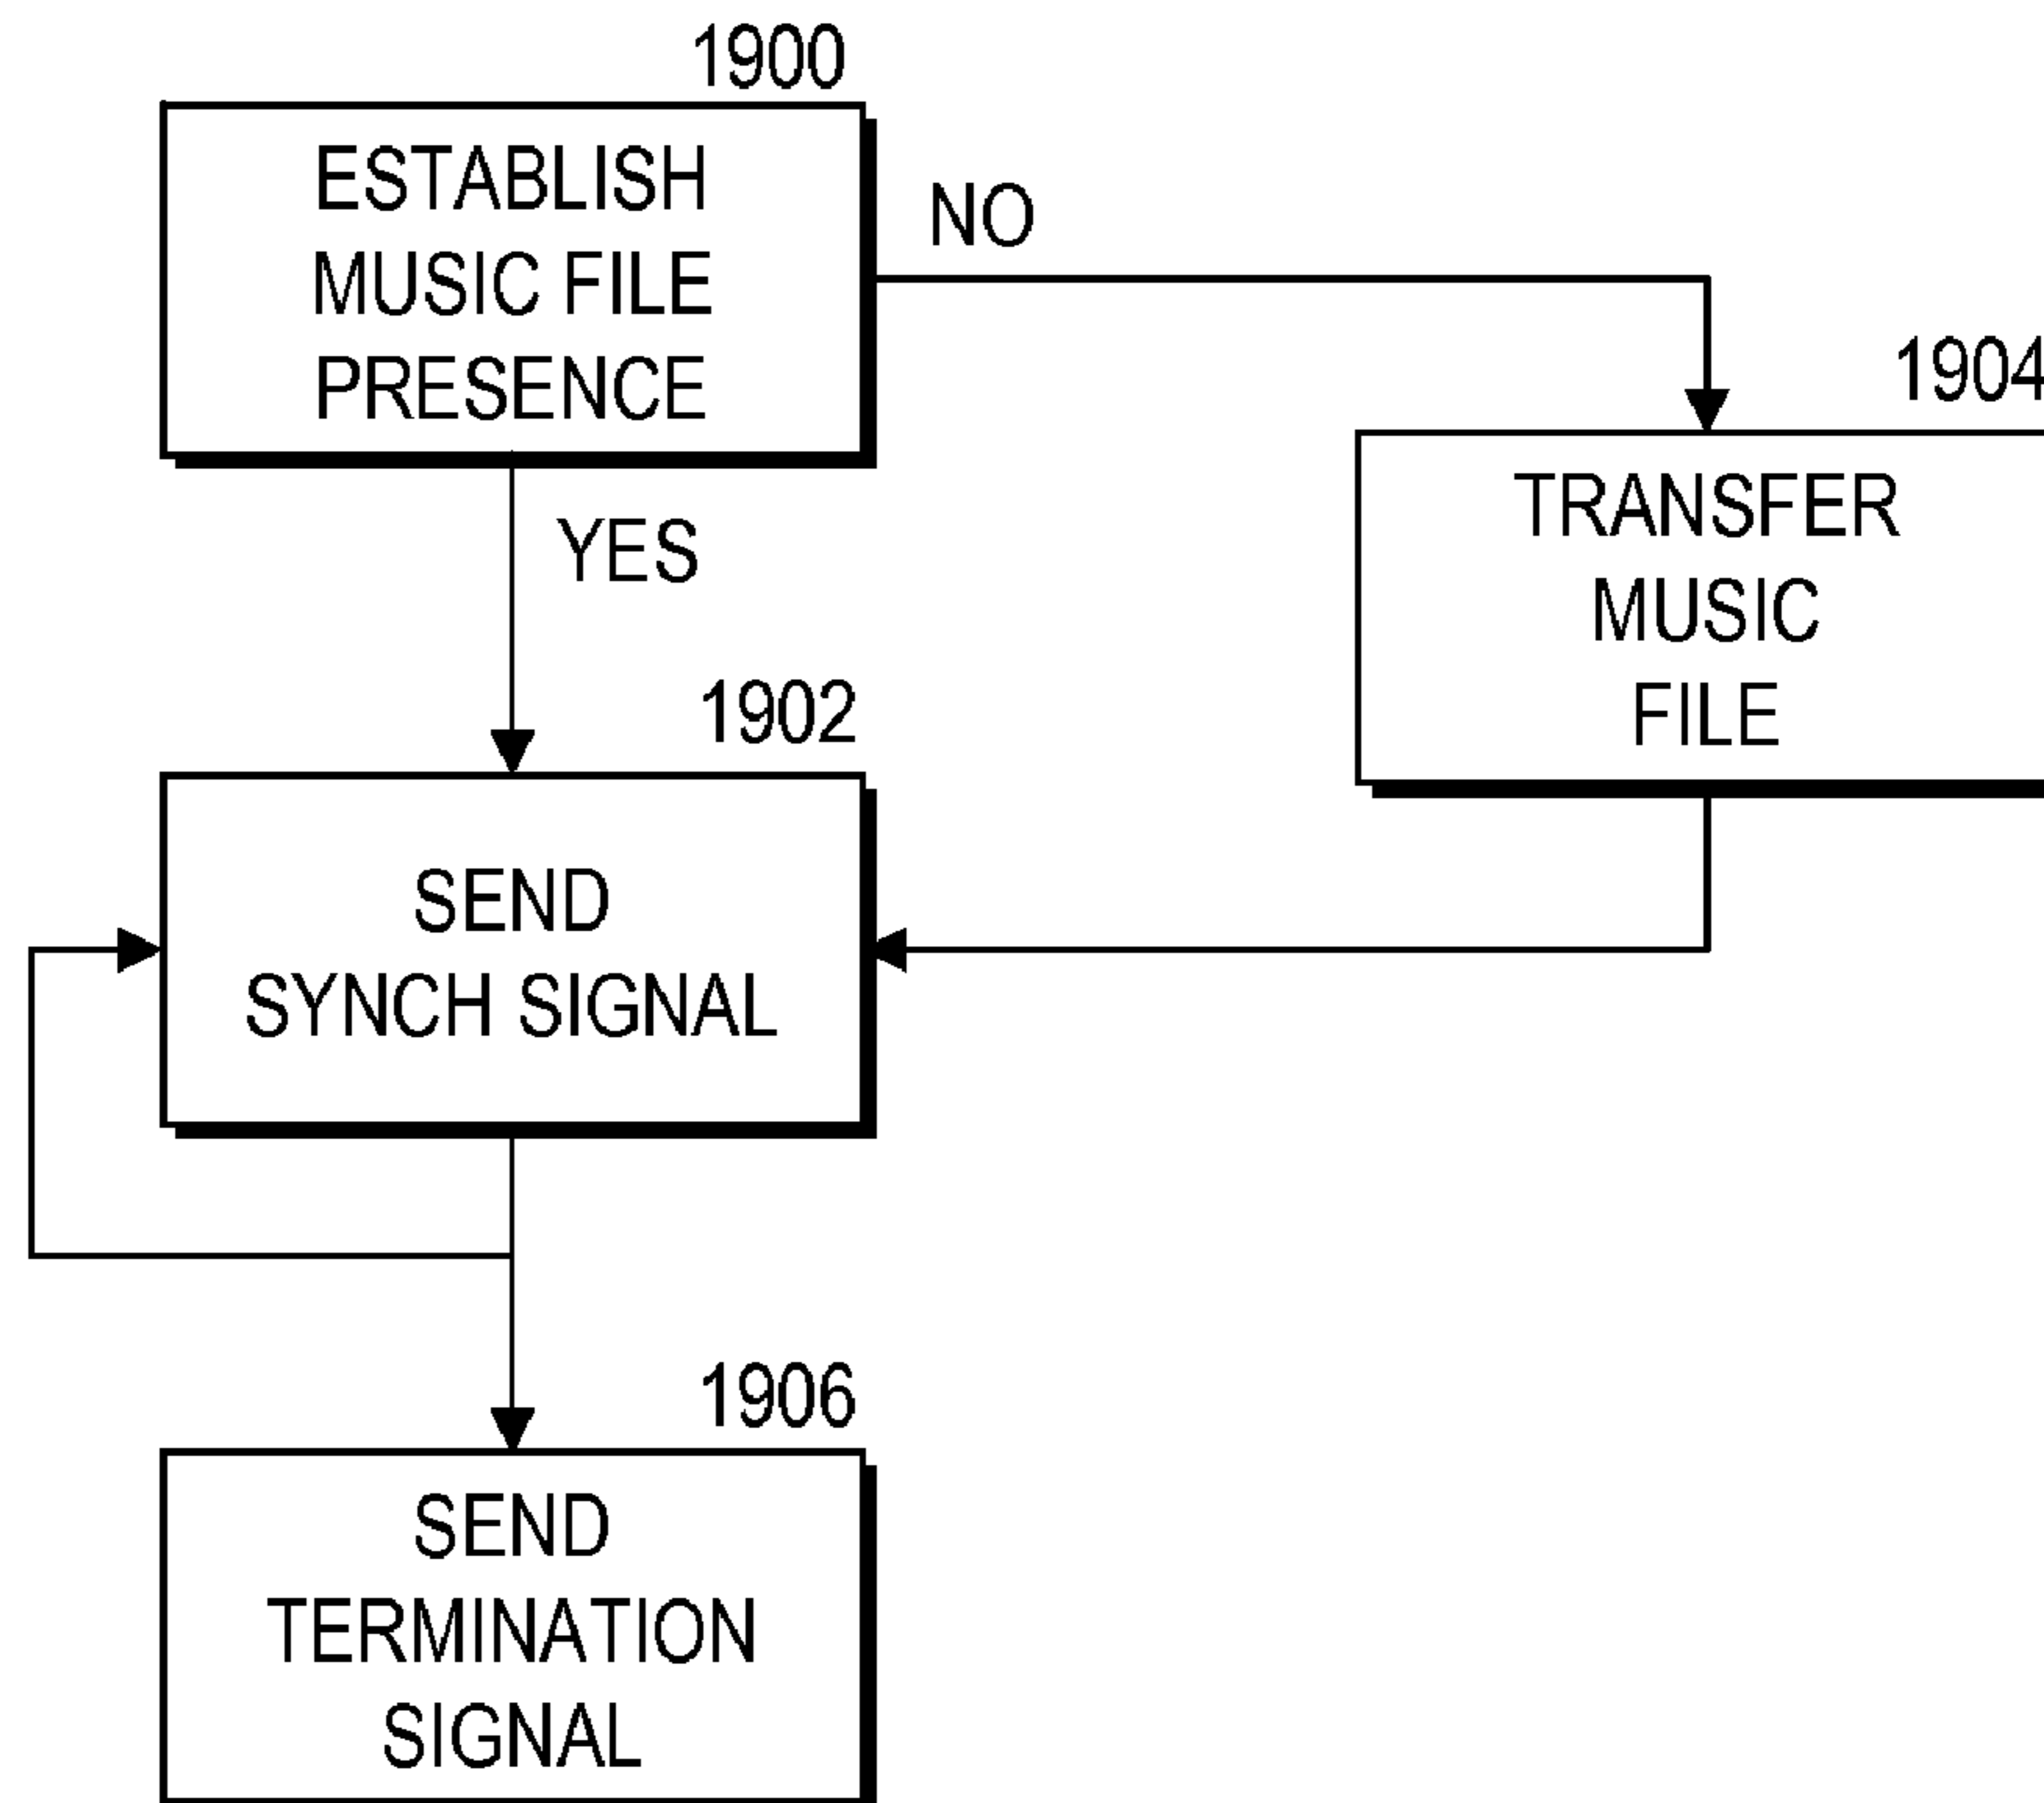 1900
ESTABLISH
MUSIC FILE
PRESENCE
NO
YES
1904
TRANSFER
MUSIC
FILE
1902
SEND
SYNCH SIGNAL
1906
SEND
TERMINATION
SIGNAL